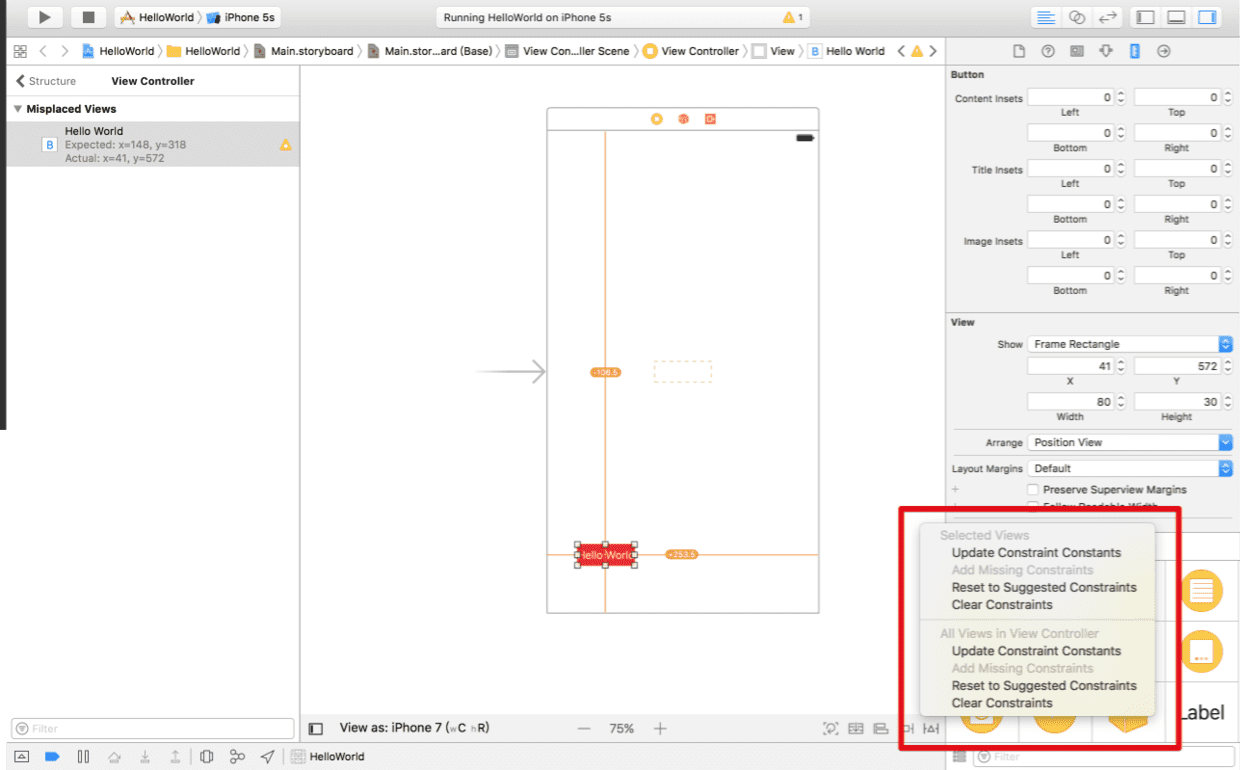 HelloWorld iPhone 5s
Running HelloWorld on iPhone 5s 1
HelloWorld HelloWorld Main.storyboard Main.stor...ard (Base) View Con...ller Scene View Controller View B Hello World
Structure View Controller
Misplaced Views
B Hello World
Expected: x=148, y=318
Actual: x=41, y=572
-106.5
Hello World
+253.5
Button
Content Insets 0 0
Left Top
0 0
Bottom Right
Title Insets 0 0
Left Top
0 0
Bottom Right
Image Insets 0 0
Left Top
0 0
Bottom Right
View
Show Frame Rectangle
41 572
X Y
80 30
Width Height
Arrange Position View
Layout Margins Default
Preserve Superview Margins
Follow Readable Width
Selected Views
Update Constraint Constants
Add Missing Constraints
Reset to Suggested Constraints
Clear Constraints
All Views in View Controller
Update Constraint Constants
Add Missing Constraints
Reset to Suggested Constraints
Clear Constraints
Label
Filter
View as: iPhone 7 (wC hR)
75%
HelloWorld
Filter